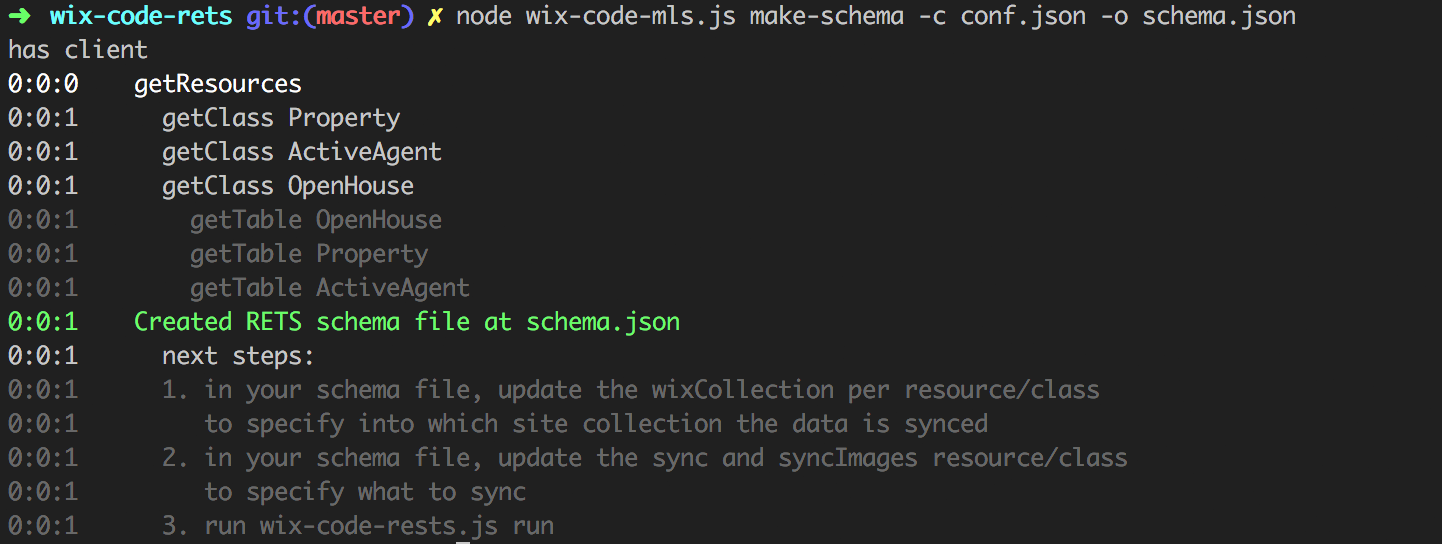 ➜ wix-code-rets git:(master) ✗ node wix-code-mls.js make-schema -c conf.json -o schema.json
has client
0:0:0 getResources
0:0:1 getClass Property
0:0:1 getClass ActiveAgent
0:0:1 getClass OpenHouse
0:0:1 getTable OpenHouse
0:0:1 getTable Property
0:0:1 getTable ActiveAgent
0:0:1 Created RETS schema file at schema.json
0:0:1 next steps:
0:0:1 1. in your schema file, update the wixCollection per resource/class
0:0:1 to specify into which site collection the data is synced
0:0:1 2. in your schema file, update the sync and syncImages resource/class
0:0:1 to specify what to sync
0:0:1 3. run wix-code-rests.js run